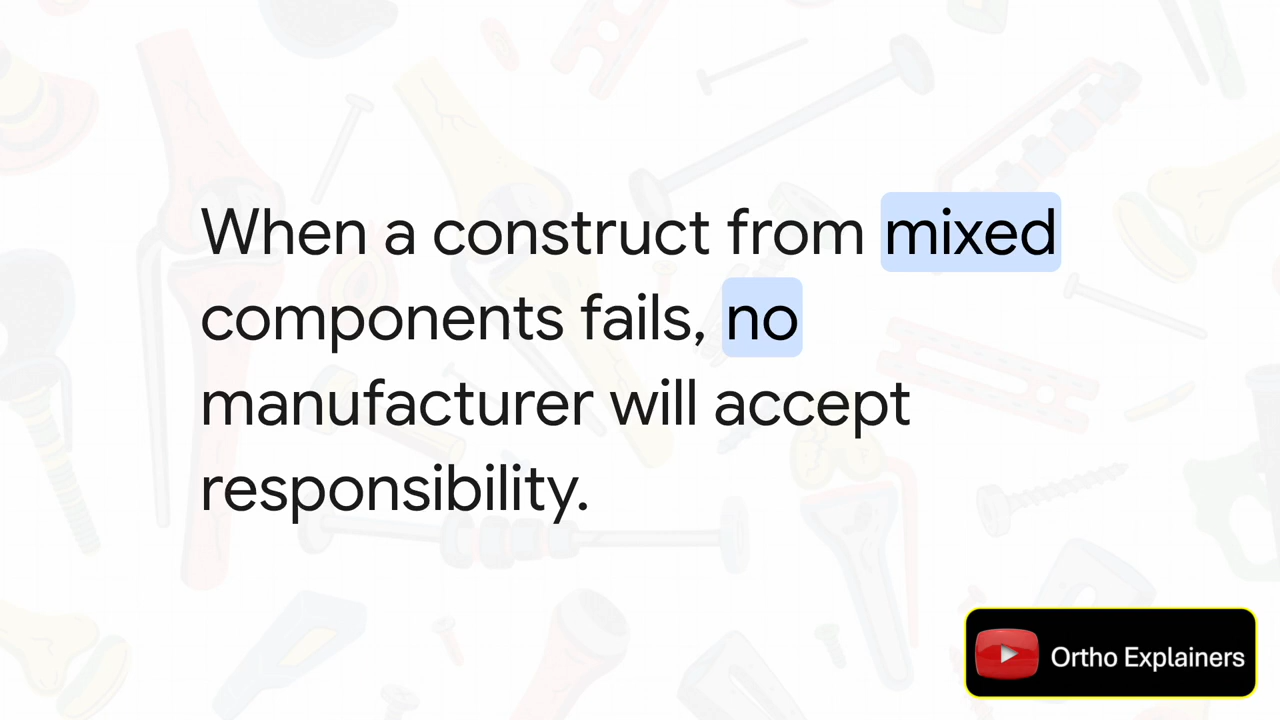 When a construct from mixed
components fails, no
manufacturer will accept
responsibility.
Ortho Explainers